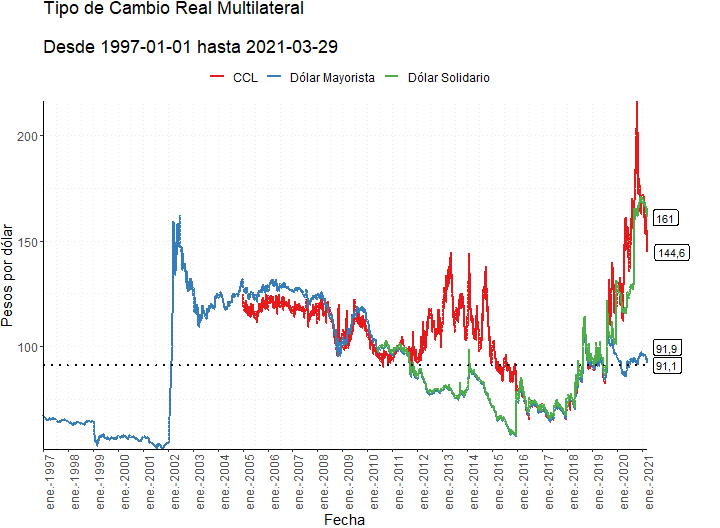 Tipo de Cambio Real Multilateral
Desde 1997-01-01 hasta 2021-03-29
CCL Dólar Mayorista Dólar Solidario
Pesos por dólar
200
150
100
161
144,6
91,9
91,1
ene.-1997
ene.-1998
ene.-1999
ene.-2000
ene.-2001
ene.-2002
ene.-2003
ene.-2004
ene.-2005
ene.-2006
ene.-2007
ene.-2008
ene.-2009
ene.-2010
ene.-2011
ene.-2012
ene.-2013
ene.-2014
ene.-2015
ene.-2016
ene.-2017
ene.-2018
ene.-2019
ene.-2020
ene.-2021
Fecha